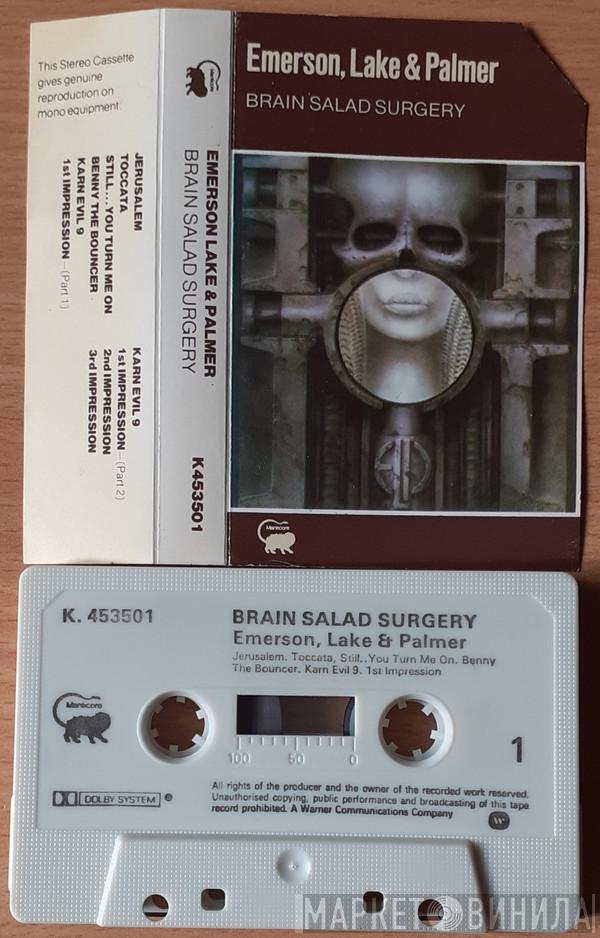 This Stereo Cassette
gives genuine
reproduction on
mono equipment.
JERUSALEM
TOCCATA
STILL... YOU TURN ME ON
BENNY THE BOUNCER
KARN EVIL 9
1st IMPRESSION – (Part 1)
KARN EVIL 9
1st IMPRESSION – (Part 2)
2nd IMPRESSION
3rd IMPRESSION
Manticore
EMERSON LAKE & PALMER
BRAIN SALAD SURGERY
K453501
Emerson, Lake & Palmer
BRAIN SALAD SURGERY
Manticore
K. 453501
BRAIN SALAD SURGERY
Emerson, Lake & Palmer
Jerusalem. Toccata, Still..You Turn Me On. Benny
The Bouncer. Karn Evil 9. 1st Impression
Manticore
100 50 0
1
DOLBY SYSTEM ®
All rights of the producer and the owner of the recorded work reserved.
Unauthorised copying, public performance and broadcasting of this tape
record prohibited. A Warner Communications Company
МАРКЕТ ВИНИЛА